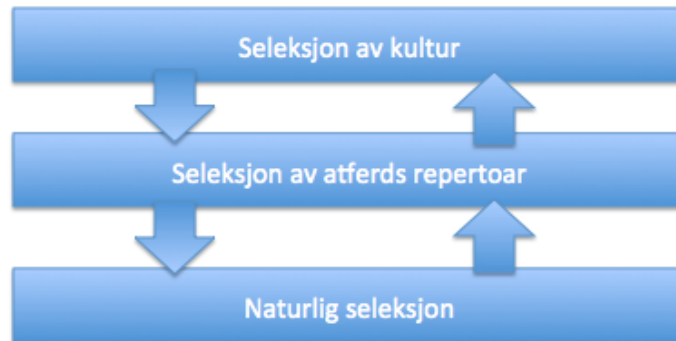 Seleksjon av kultur
Seleksjon av atferds repertoar
Naturlig seleksjon